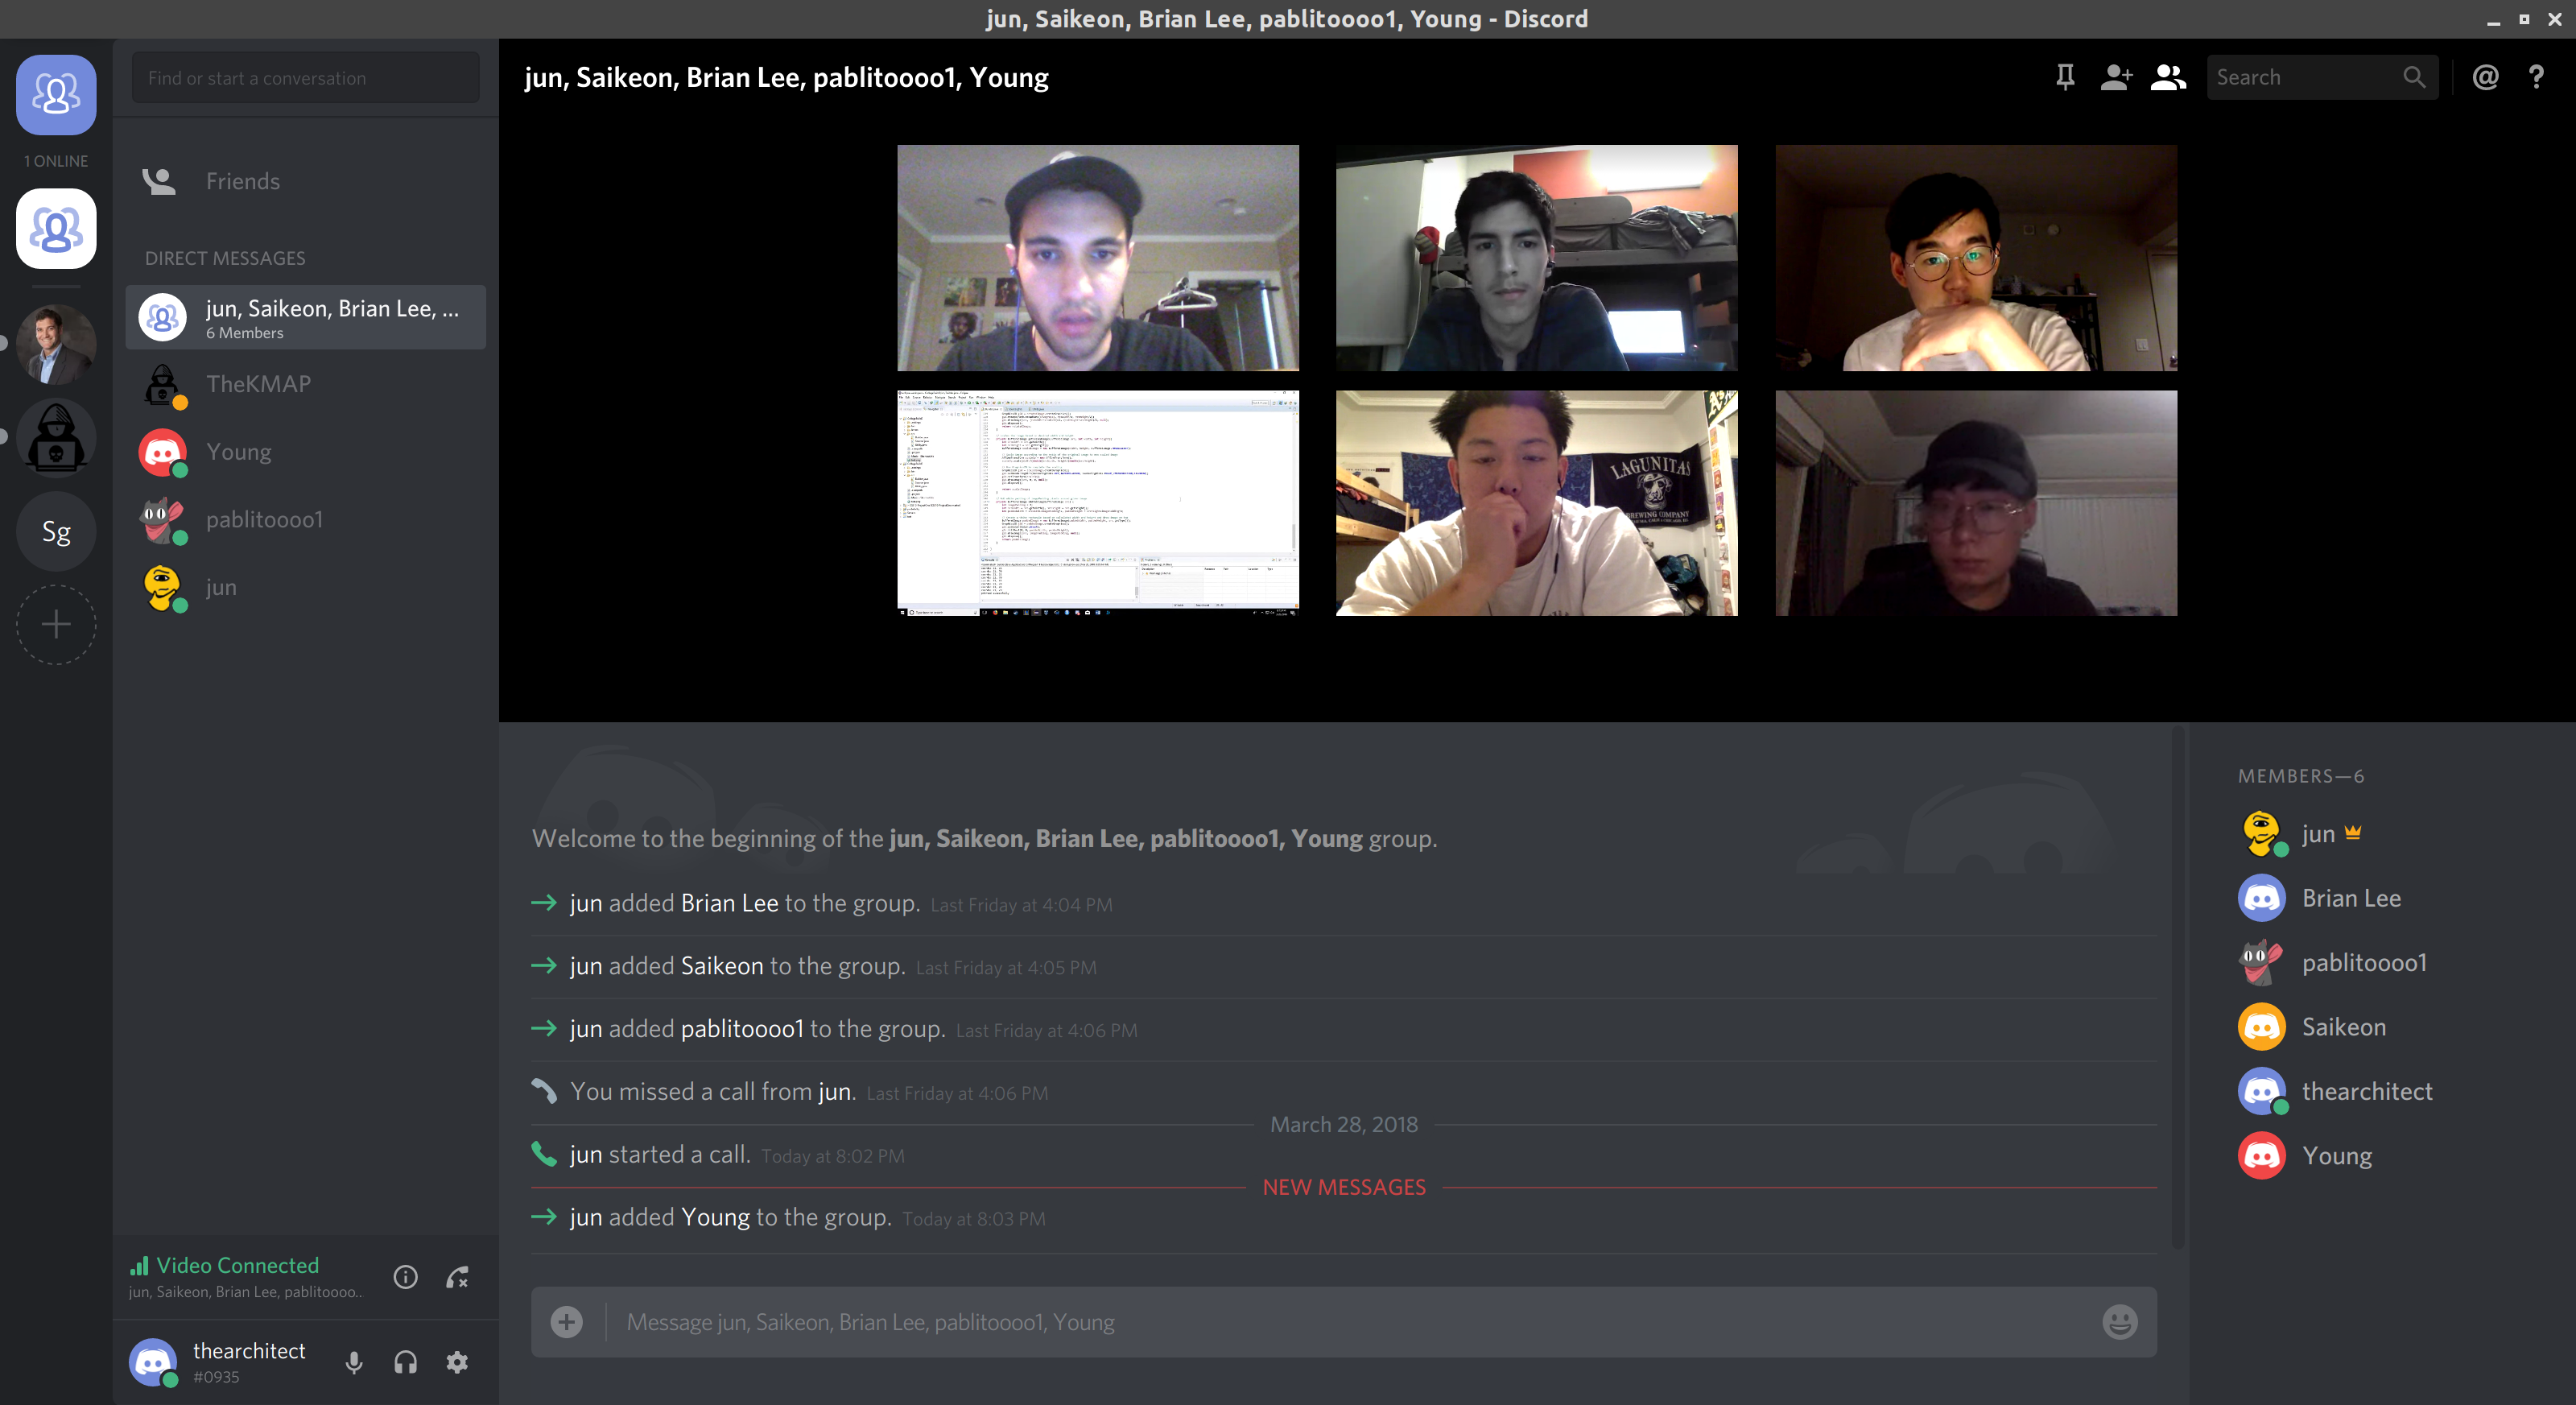 jun, Saikeon, Brian Lee, pablitoooo1, Young - Discord
Find or start a conversation
jun, Saikeon, Brian Lee, pablitoooo1, Young
Search
1 ONLINE
Friends
DIRECT MESSAGES
jun, Saikeon, Brian Lee, ...
6 Members
TheKMAP
Young
pablitoooo1
jun
Sg
LAGUNITAS
BREWING COMPANY
Welcome to the beginning of the jun, Saikeon, Brian Lee, pablitoooo1, Young group.
jun added Brian Lee to the group. Last Friday at 4:04 PM
jun added Saikeon to the group. Last Friday at 4:05 PM
jun added pablitoooo1 to the group. Last Friday at 4:06 PM
You missed a call from jun. Last Friday at 4:06 PM
March 28, 2018
jun started a call. Today at 8:02 PM
NEW MESSAGES
jun added Young to the group. Today at 8:03 PM
Message jun, Saikeon, Brian Lee, pablitoooo1, Young
MEMBERS—6
jun
Brian Lee
pablitoooo1
Saikeon
thearchitect
Young
Video Connected
jun, Saikeon, Brian Lee, pablitoooo..
thearchitect
#0935